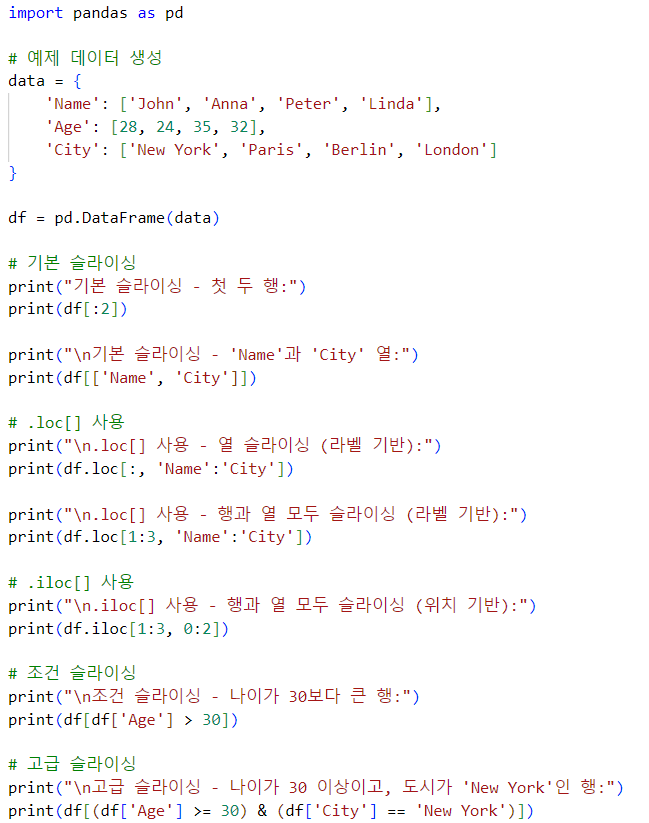 import pandas as pd
# 예제 데이터 생성
data = {
    'Name': ['John', 'Anna', 'Peter', 'Linda'],
    'Age': [28, 24, 35, 32],
    'City': ['New York', 'Paris', 'Berlin', 'London']
}
df = pd.DataFrame(data)
# 기본 슬라이싱
print("기본 슬라이싱 - 첫 두 행:")
print(df[:2])
print("\n기본 슬라이싱 - 'Name'과 'City' 열:")
print(df[['Name', 'City']])
# .loc[] 사용
print("\n.loc[] 사용 - 열 슬라이싱 (라벨 기반):")
print(df.loc[:, 'Name':'City'])
print("\n.loc[] 사용 - 행과 열 모두 슬라이싱 (라벨 기반):")
print(df.loc[1:3, 'Name':'City'])
# .iloc[] 사용
print("\n.iloc[] 사용 - 행과 열 모두 슬라이싱 (위치 기반):")
print(df.iloc[1:3, 0:2])
# 조건 슬라이싱
print("\n조건 슬라이싱 - 나이가 30보다 큰 행:")
print(df[df['Age'] > 30])
# 고급 슬라이싱
print("\n고급 슬라이싱 - 나이가 30 이상이고, 도시가 'New York'인 행:")
print(df[(df['Age'] >= 30) & (df['City'] == 'New York')])